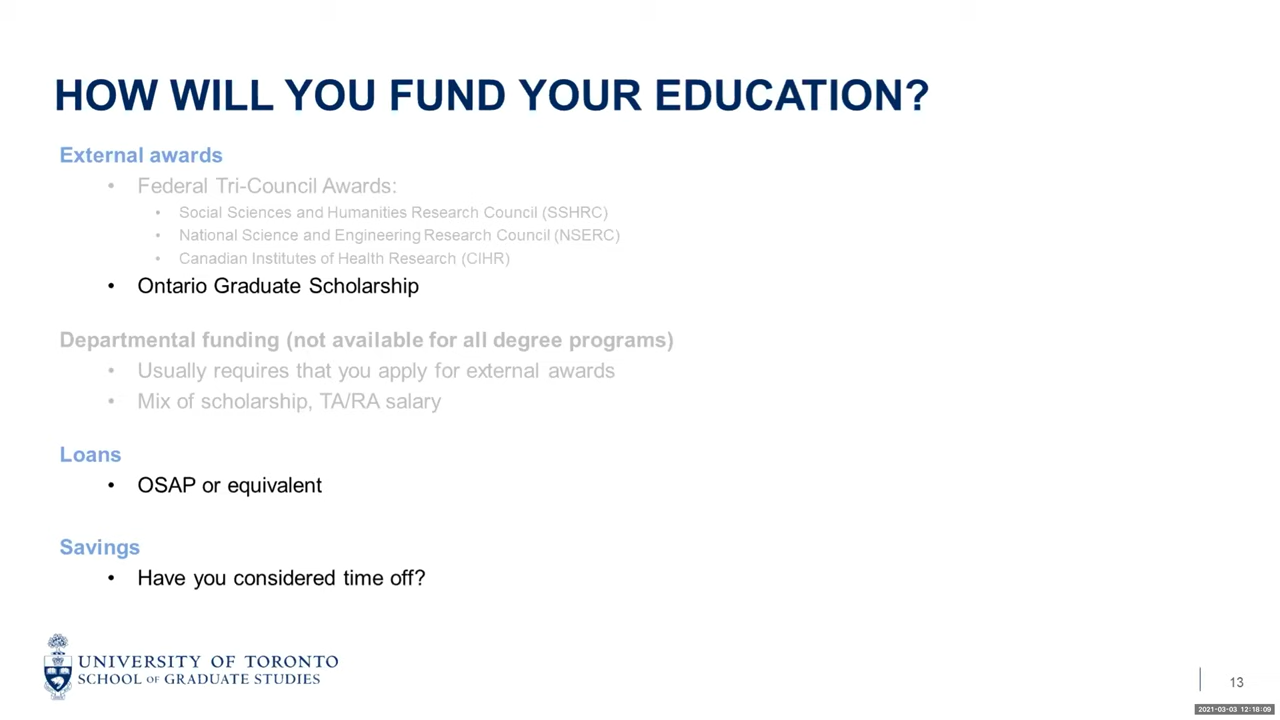 HOW WILL YOU FUND YOUR EDUCATION?
External awards
• Federal Tri-Council Awards:
• Social Sciences and Humanities Research Council (SSHRC)
• National Science and Engineering Research Council (NSERC)
• Canadian Institutes of Health Research (CIHR)
• Ontario Graduate Scholarship
Departmental funding (not available for all degree programs)
• Usually requires that you apply for external awards
• Mix of scholarship, TA/RA salary
Loans
• OSAP or equivalent
Savings
• Have you considered time off?
UNIVERSITY OF TORONTO
SCHOOL OF GRADUATE STUDIES
13
2021-03-03 12:18:09